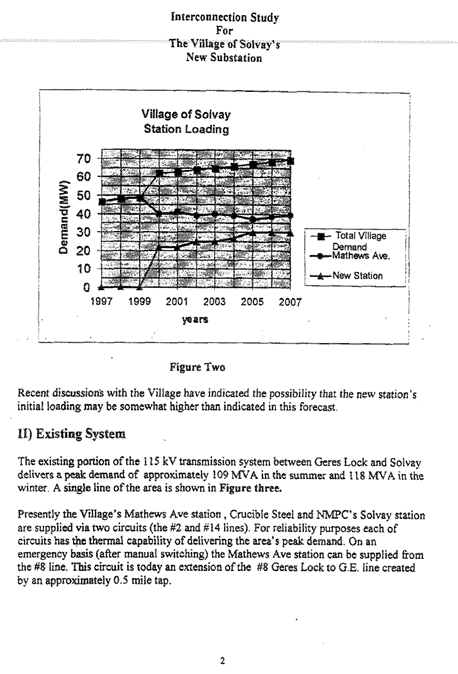 Interconnection Study
For
The Village of Solvay's
New Substation
Village of Solvay
Station Loading
70
60
50
40
30
20
10
0
Demand(MW)
1997 1999 2001 2003 2005 2007
years
Total Village
Demand
Mathews Ave.
New Station
Figure Two
Recent discussions with the Village have indicated the possibility that the new station's
initial loading may be somewhat higher than indicated in this forecast.
II) Existing System
The existing portion of the 115 kV transmission system between Geres Lock and Solvay
delivers a peak demand of approximately 109 MVA in the summer and 118 MVA in the
winter. A single line of the area is shown in Figure three.
Presently the Village's Mathews Ave station , Crucible Steel and NMPC's Solvay station
are supplied via two circuits (the #2 and #14 lines). For reliability purposes each of
circuits has the thermal capability of delivering the area's peak demand. On an
emergency basis (after manual switching) the Mathews Ave station can be supplied from
the #8 line. This circuit is today an extension of the #8 Geres Lock to G.E. line created
by an approximately 0.5 mile tap.
2